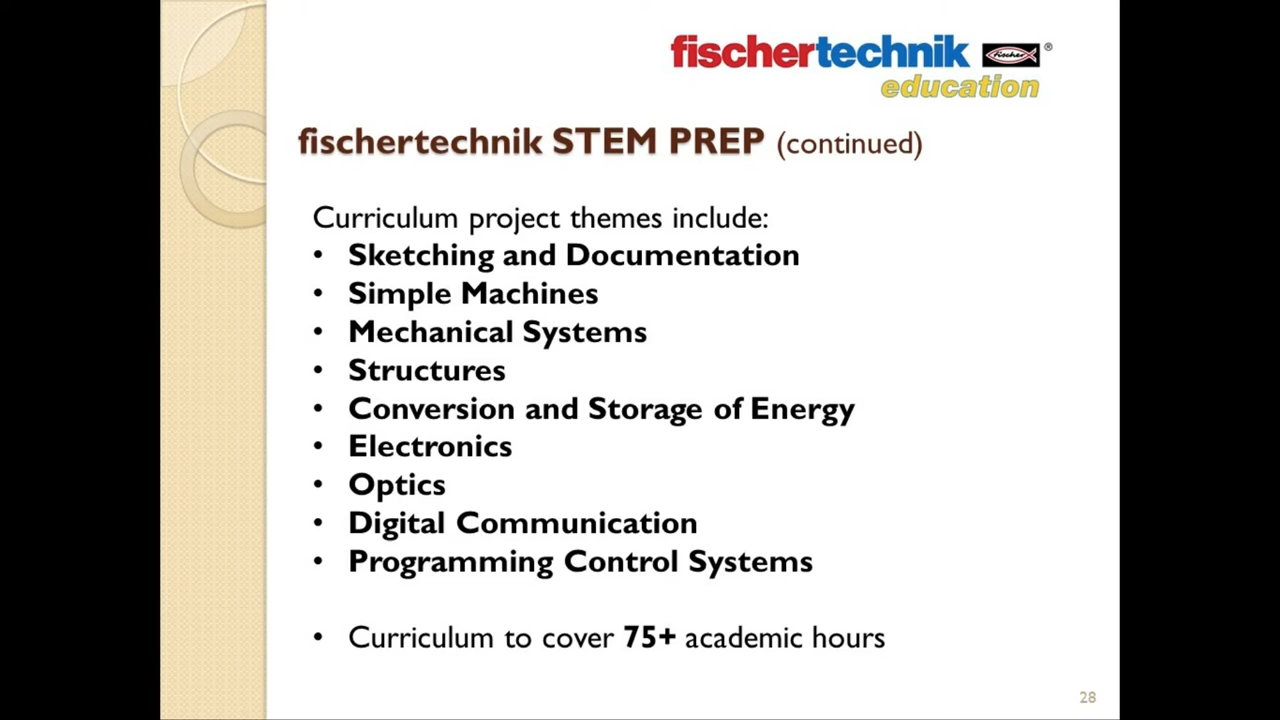 fischertechnik fischer ®
education
fischertechnik STEM PREP (continued)
Curriculum project themes include:
• Sketching and Documentation
• Simple Machines
• Mechanical Systems
• Structures
• Conversion and Storage of Energy
• Electronics
• Optics
• Digital Communication
• Programming Control Systems
• Curriculum to cover 75+ academic hours
28